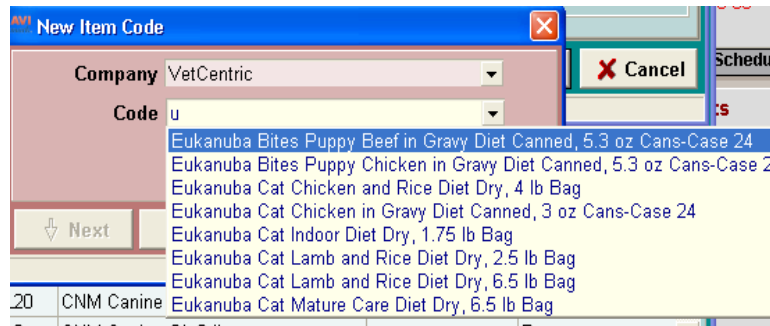 AVI New Item Code
Company VetCentric
Cancel
Schedu
Code u
:s
Eukanuba Bites Puppy Beef in Gravy Diet Canned, 5.3 oz Cans-Case 24
Eukanuba Bites Puppy Chicken in Gravy Diet Canned, 5.3 oz Cans-Case 2
Eukanuba Cat Chicken and Rice Diet Dry, 4 lb Bag
Eukanuba Cat Chicken in Gravy Diet Canned, 3 oz Cans-Case 24
Next
Eukanuba Cat Indoor Diet Dry, 1.75 lb Bag
Eukanuba Cat Lamb and Rice Diet Dry, 2.5 lb Bag
Eukanuba Cat Lamb and Rice Diet Dry, 6.5 lb Bag
Eukanuba Cat Mature Care Diet Dry, 6.5 lb Bag
.20 CNM Canine